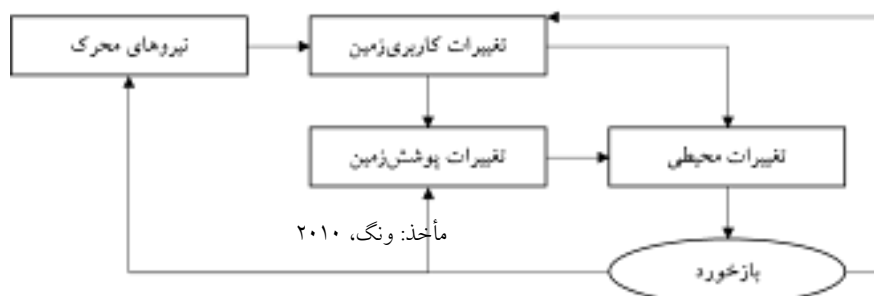 نیروهای محرک
تغییرات کاربری‌زمین
تغییرات پوشش‌زمین
تغییرات محیطی
مأخذ: ونگ، ۲۰۱۰
بازخورد